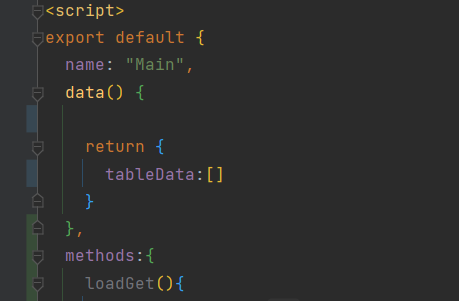 <script>
export default {
name: "Main",
data() {
return {
tableData:[]
}
},
methods:{
loadGet(){